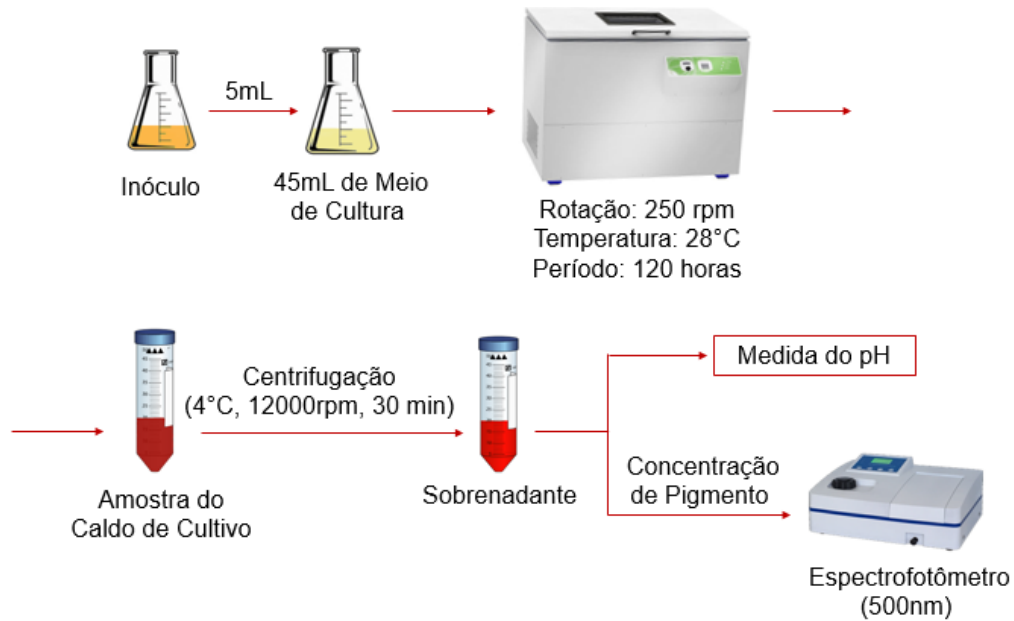 5mL
Inóculo
45mL de Meio
de Cultura
Rotação: 250 rpm
Temperatura: 28°C
Período: 120 horas
Centrifugação
(4°C, 12000rpm, 30 min)
Amostra do
Caldo de Cultivo
Sobrenadante
Medida do pH
Concentração
de Pigmento
Espectrofotômetro
(500nm)